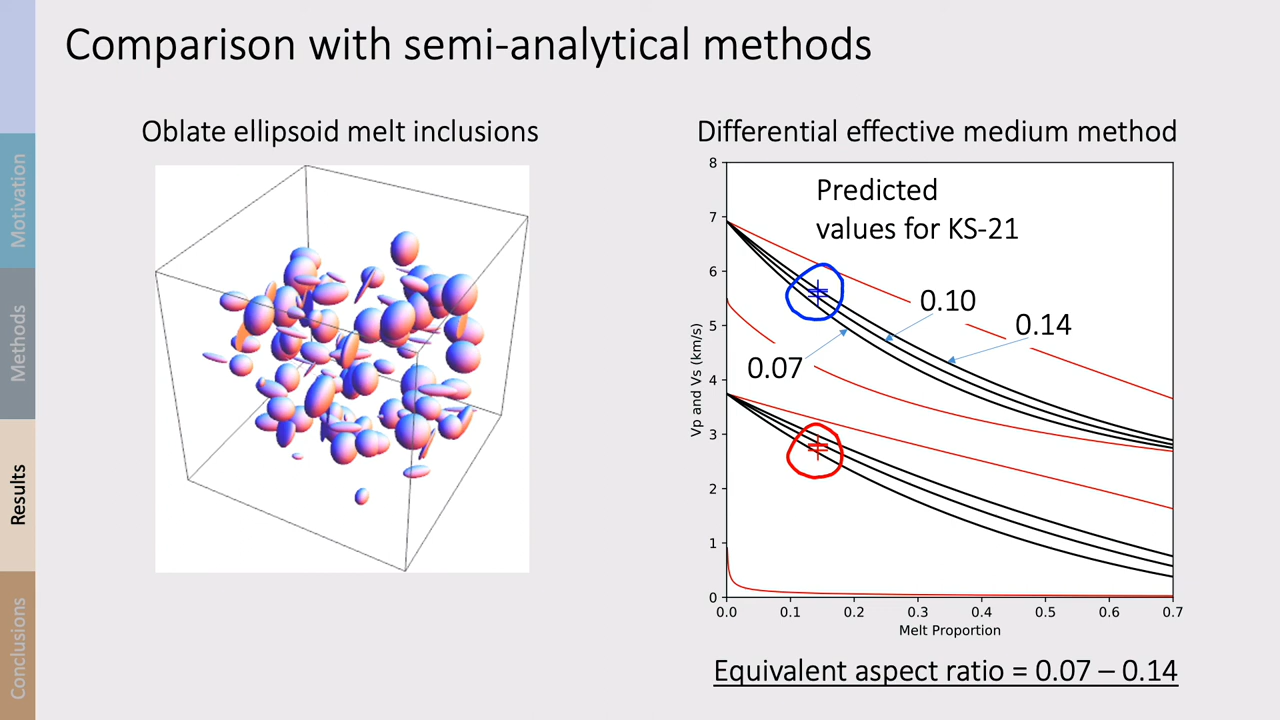 Comparison with semi-analytical methods
Motivation
Methods
Results
Conclusions
Oblate ellipsoid melt inclusions
Differential effective medium method
Predicted
values for KS-21
0.10
0.14
0.07
Vp and Vs (km/s)
8
7
6
5
4
3
2
1
0
0.0 0.1 0.2 0.3 0.4 0.5 0.6 0.7
Melt Proportion
Equivalent aspect ratio = 0.07 – 0.14